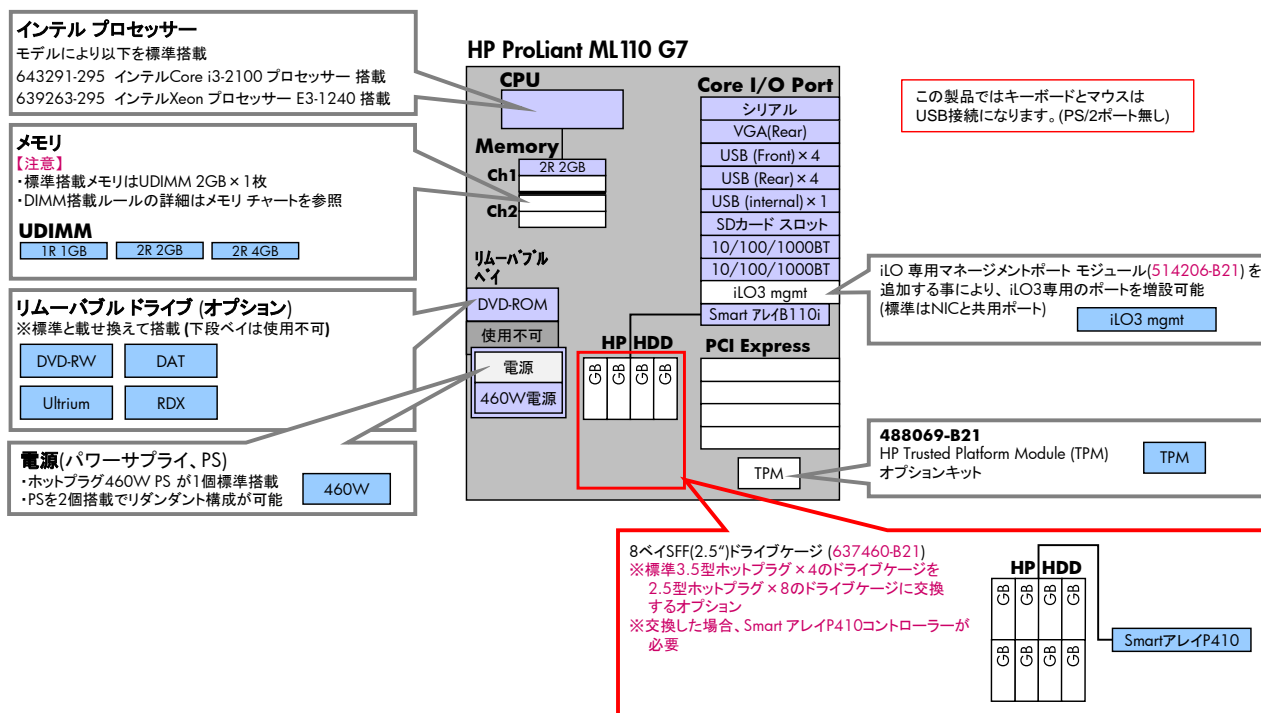 インテル プロセッサー
モデルにより以下を標準搭載
643291-295 インテルCore i3-2100 プロセッサー 搭載
639263-295 インテルXeon プロセッサー E3-1240 搭載
メモリ
【注意】
・標準搭載メモリはUDIMM 2GB×1枚
・DIMM搭載ルールの詳細はメモリ チャートを参照
UDIMM
1R 1GB
2R 2GB
2R 4GB
リムーバブルドライブ (オプション)
※標準と載せ換えて搭載 (下段ベイは使用不可)
DVD-RW
DAT
Ultrium
RDX
電源(パワーサプライ、PS)
・ホットプラグ460W PS が1個標準搭載
・PSを2個搭載でリダンダント構成が可能
460W
HP ProLiant ML110 G7
CPU
Memory
Ch1
2R 2GB
Ch2
リムーバブル
ベイ
DVD-ROM
使用不可
電源
460W電源
HP HDD
GB
GB
GB
GB
Core I/O Port
シリアル
VGA(Rear)
USB (Front)×4
USB (Rear)×4
USB (internal)×1
SDカード スロット
10/100/1000BT
10/100/1000BT
iLO3 mgmt
Smart アレイB110i
PCI Express
TPM
この製品ではキーボードとマウスは
USB接続になります。(PS/2ポート無し)
iLO 専用マネージメントポート モジュール(514206-B21) を
追加する事により、iLO3専用のポートを増設可能
(標準はNICと共用ポート)
iLO3 mgmt
488069-B21
HP Trusted Platform Module (TPM)
オプションキット
TPM
8ベイSFF(2.5“)ドライブケージ (637460-B21)
※標準3.5型ホットプラグ×4のドライブケージを
2.5型ホットプラグ×8のドライブケージに交換
するオプション
※交換した場合、Smart アレイP410コントローラーが
必要
HP HDD
GB
GB
GB
GB
GB
GB
GB
GB
SmartアレイP410